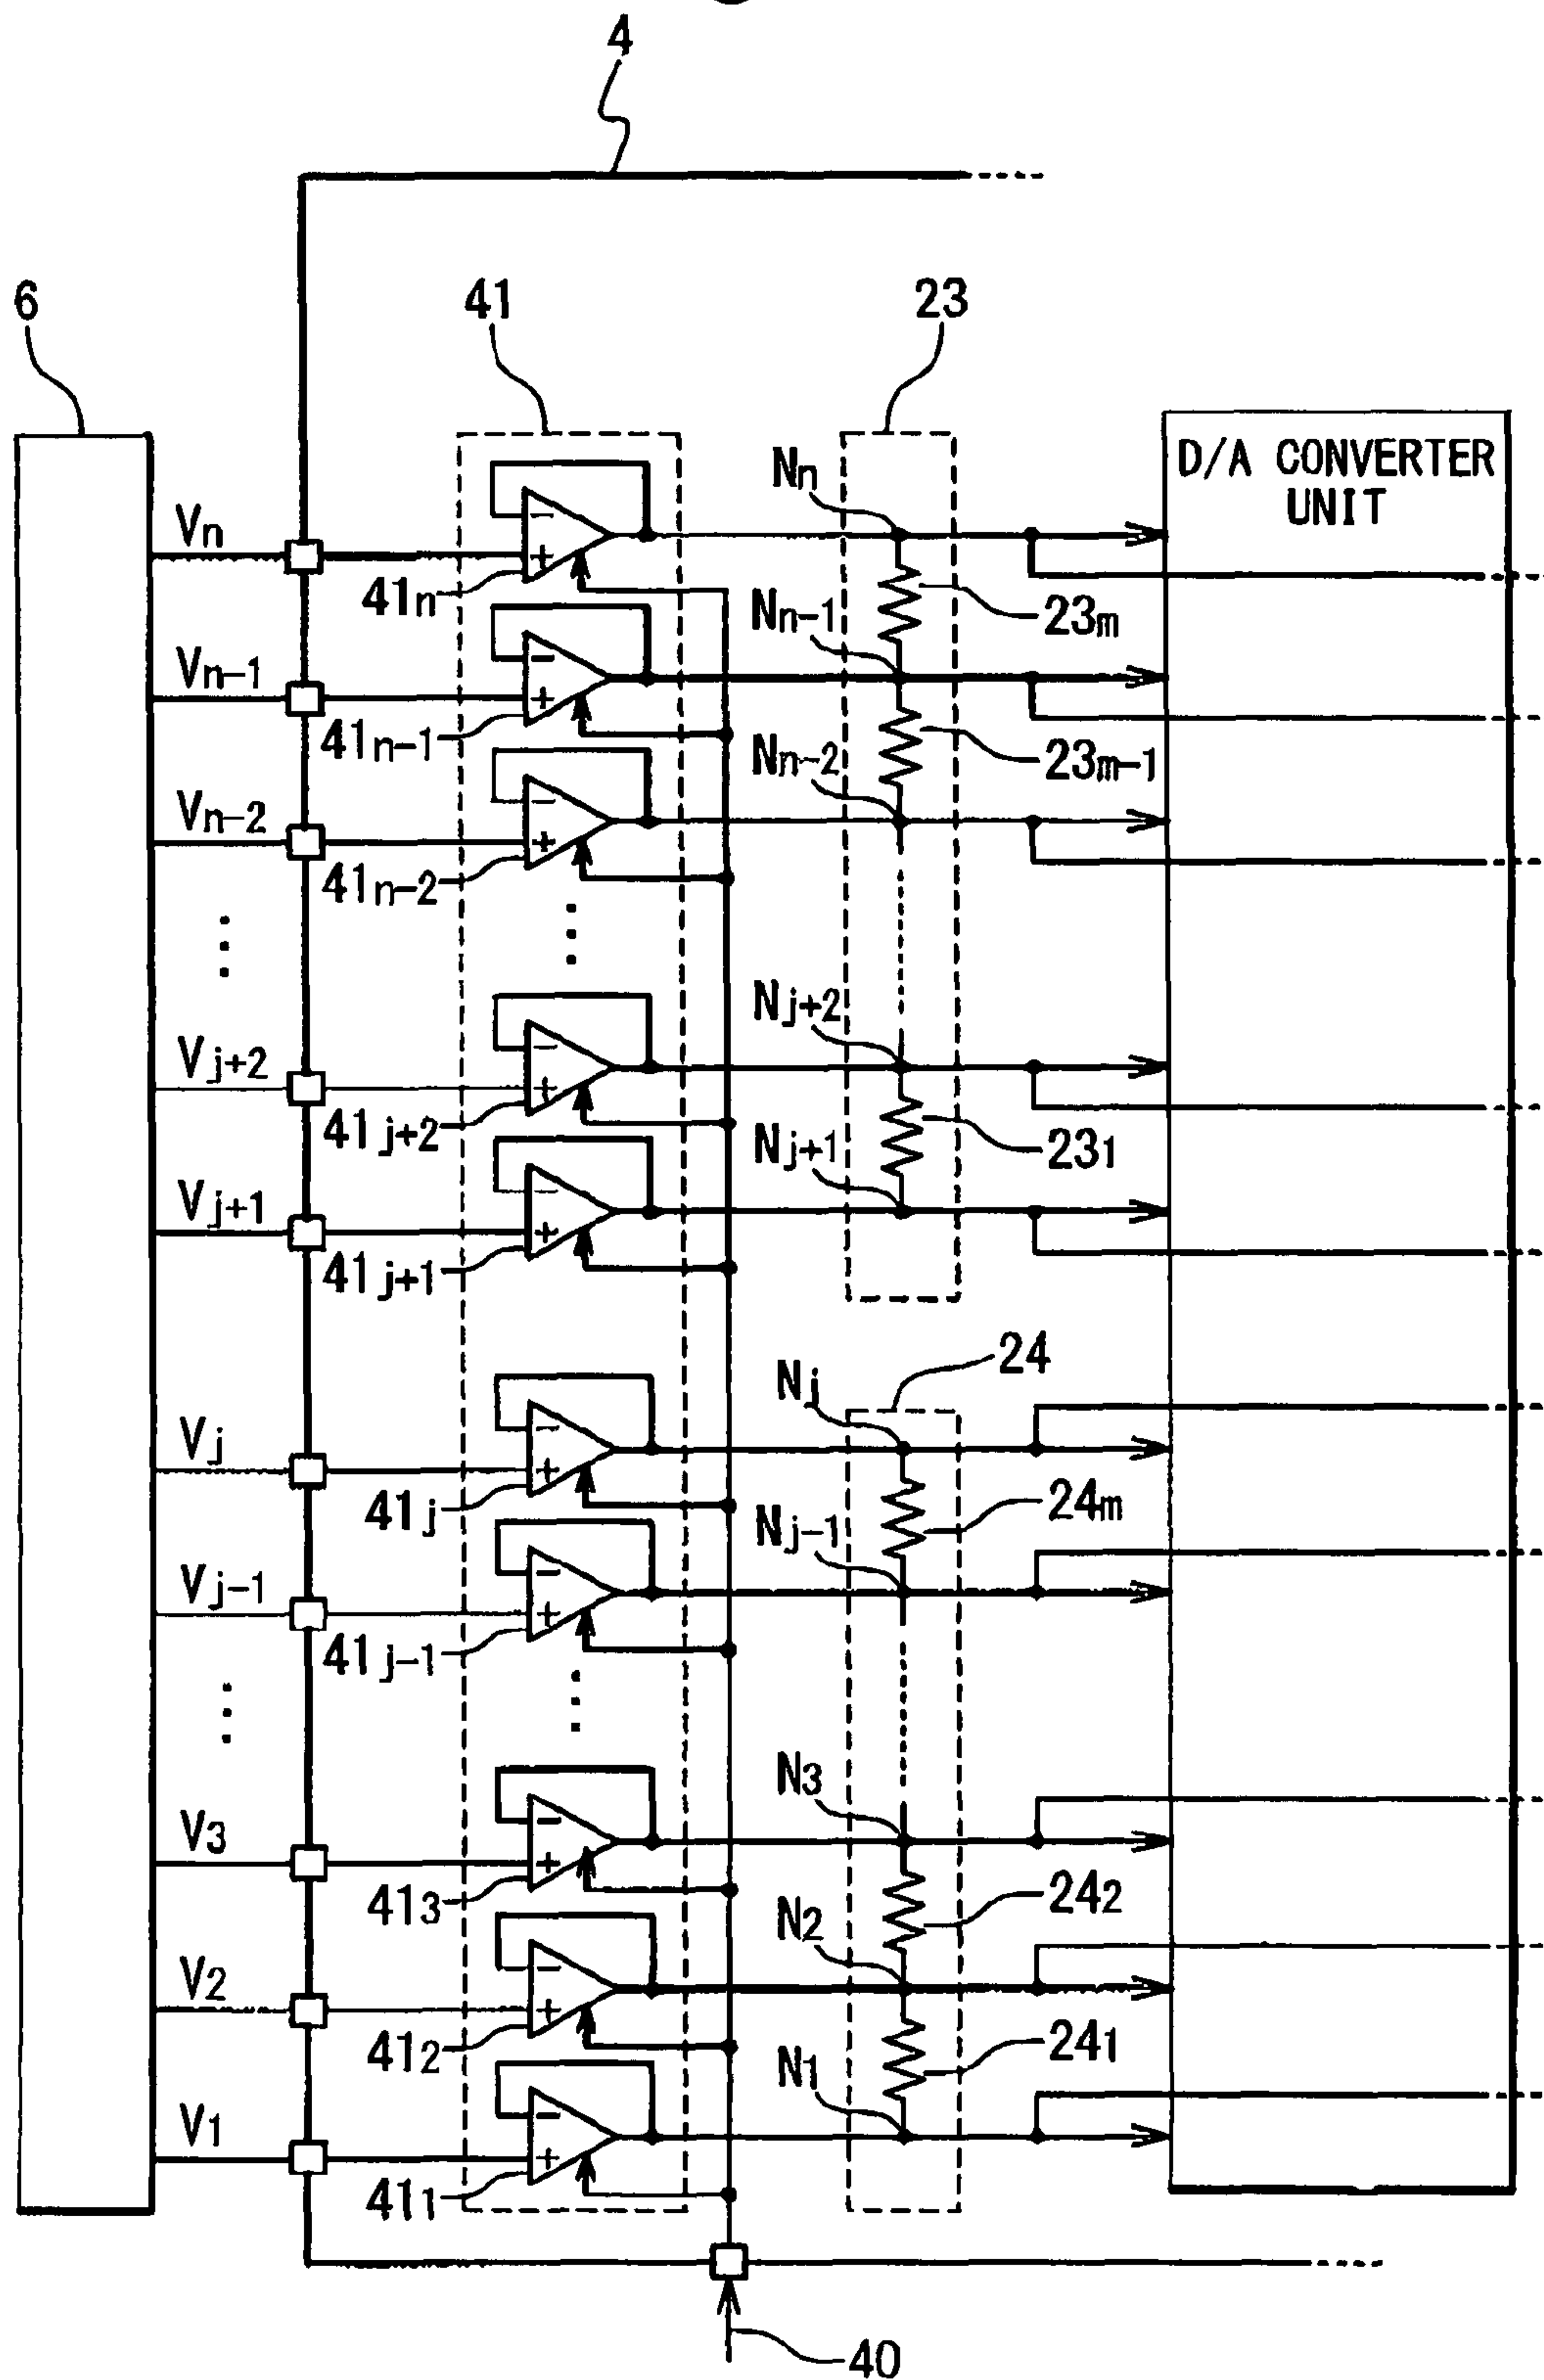 4
6
41
23
D/A CONVERTER
UNIT
Nn
Vn
41n
23m
Nn-1
Vn-1
41n-1
23m-1
Nn-2
Vn-2
41n-2
Nj+2
Vj+2
41j+2
Nj+1
231
Vj+1
41j+1
24
Nj
Vj
41j
24m
Nj-1
Vj-1
41j-1
N3
V3
413
242
N2
V2
412
241
N1
V1
411
40